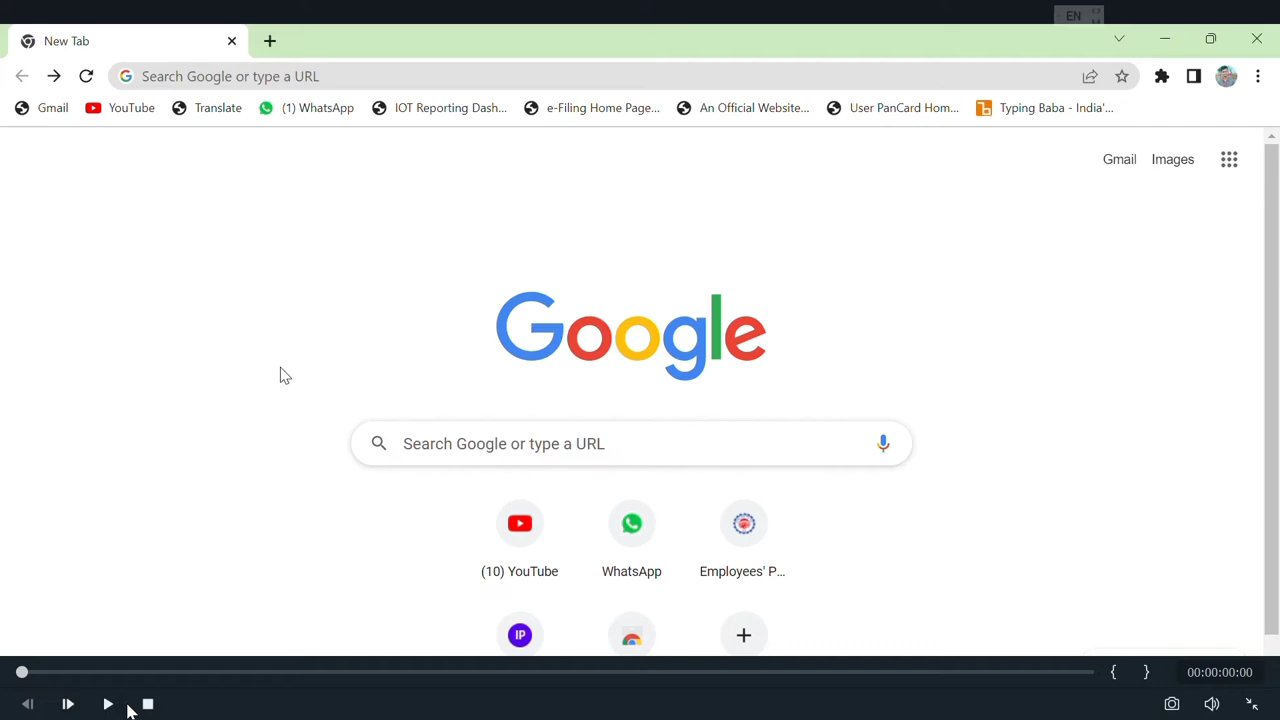 EN
New Tab
Search Google or type a URL
Gmail YouTube Translate (1) WhatsApp IOT Reporting Dash... e-Filing Home Page... An Official Website... User PanCard Hom... Typing Baba - India'...
Gmail Images
Google
Search Google or type a URL
(10) YouTube WhatsApp Employees' P...
IP
{ } 00:00:00:00